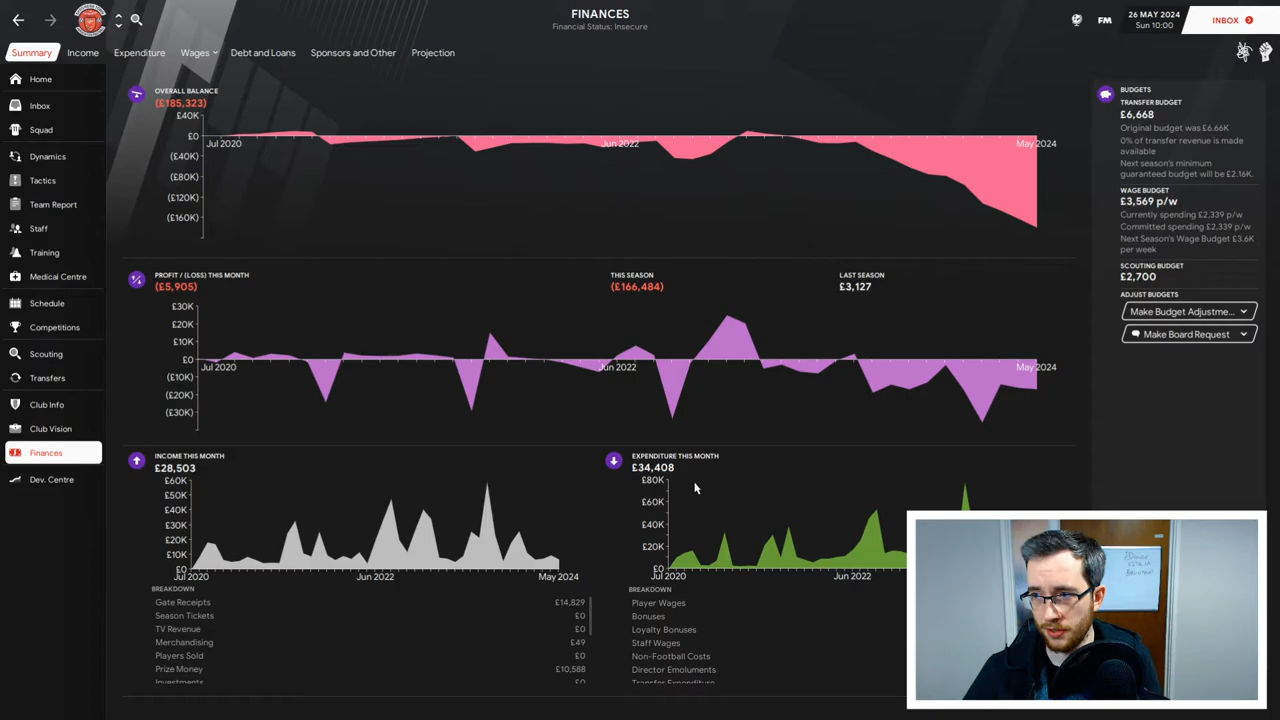 FINANCES
Financial Status: Insecure
FM
26 MAY 2024
Sun 10:00
INBOX
Summary
Income
Expenditure
Wages
Debt and Loans
Sponsors and Other
Projection
Home
Inbox
Squad
Dynamics
Tactics
Team Report
Staff
Training
Medical Centre
Schedule
Competitions
Scouting
Transfers
Club Info
Club Vision
Finances
Dev. Centre
OVERALL BALANCE
(£185,323)
£40K
£0
(£40K)
(£80K)
(£120K)
(£160K)
Jul 2020
Jun 2022
May 2024
PROFIT / (LOSS) THIS MONTH
(£5,905)
THIS SEASON
(£166,484)
LAST SEASON
£3,127
£30K
£20K
£10K
£0
(£10K)
(£20K)
(£30K)
Jul 2020
Jun 2022
May 2024
INCOME THIS MONTH
£28,503
£60K
£50K
£40K
£30K
£20K
£10K
£0
Jul 2020
Jun 2022
May 2024
BREAKDOWN
Gate Receipts £14,829
Season Tickets £0
TV Revenue £0
Merchandising £49
Players Sold £0
Prize Money £10,588
Investments £0
EXPENDITURE THIS MONTH
£34,408
£80K
£60K
£40K
£20K
£0
Jul 2020
Jun 2022
BREAKDOWN
Player Wages
Bonuses
Loyalty Bonuses
Staff Wages
Non-Football Costs
Director Emoluments
Transfer Expenditure
BUDGETS
TRANSFER BUDGET
£6,668
Original budget was £6.66K
0% of transfer revenue is made
available
Next season's minimum
guaranteed budget will be £2.16K.
WAGE BUDGET
£3,569 p/w
Currently spending £2,339 p/w
Committed spending £2,339 p/w
Next Season's Wage Budget £3.6K
per week
SCOUTING BUDGET
£2,700
ADJUST BUDGETS
Make Budget Adjustme...
Make Board Request